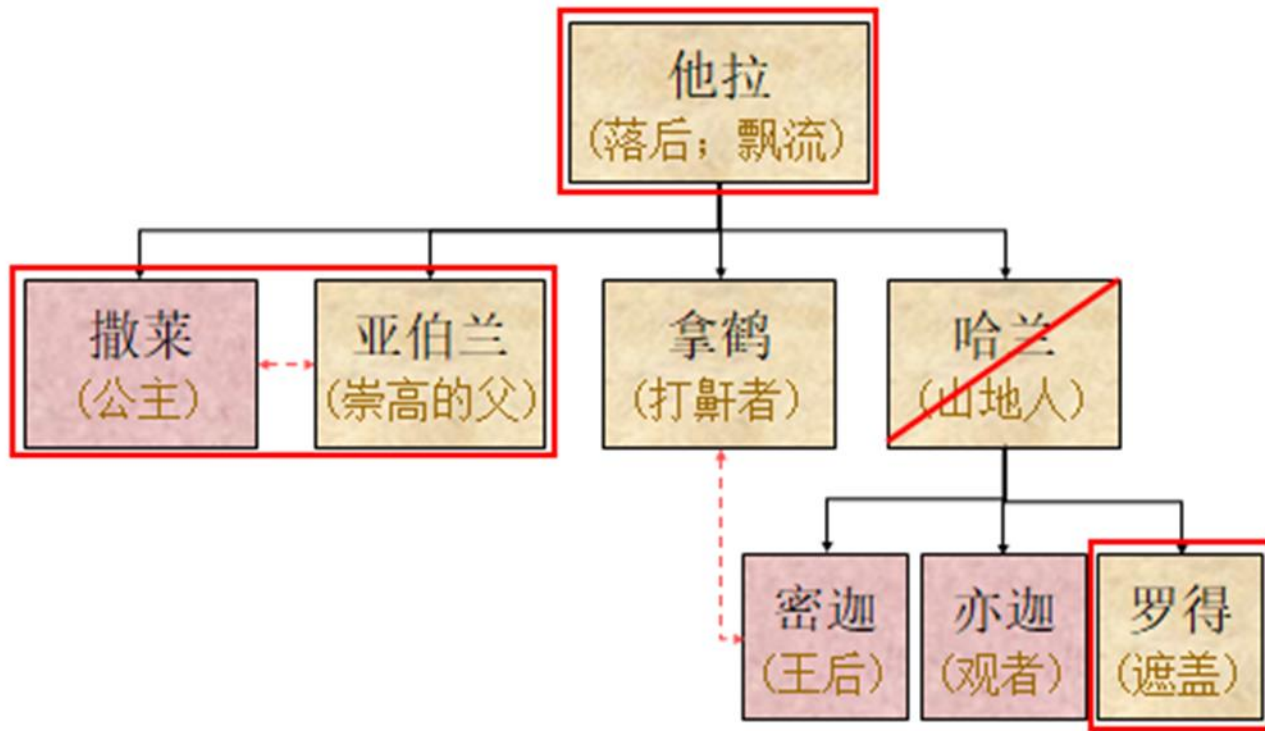 他拉
(落后；飘流)
撒莱
(公主)
亚伯兰
(崇高的父)
拿鹤
(打鼾者)
哈兰
(山地人)
密迦
(王后)
亦迦
(观者)
罗得
(遮盖)